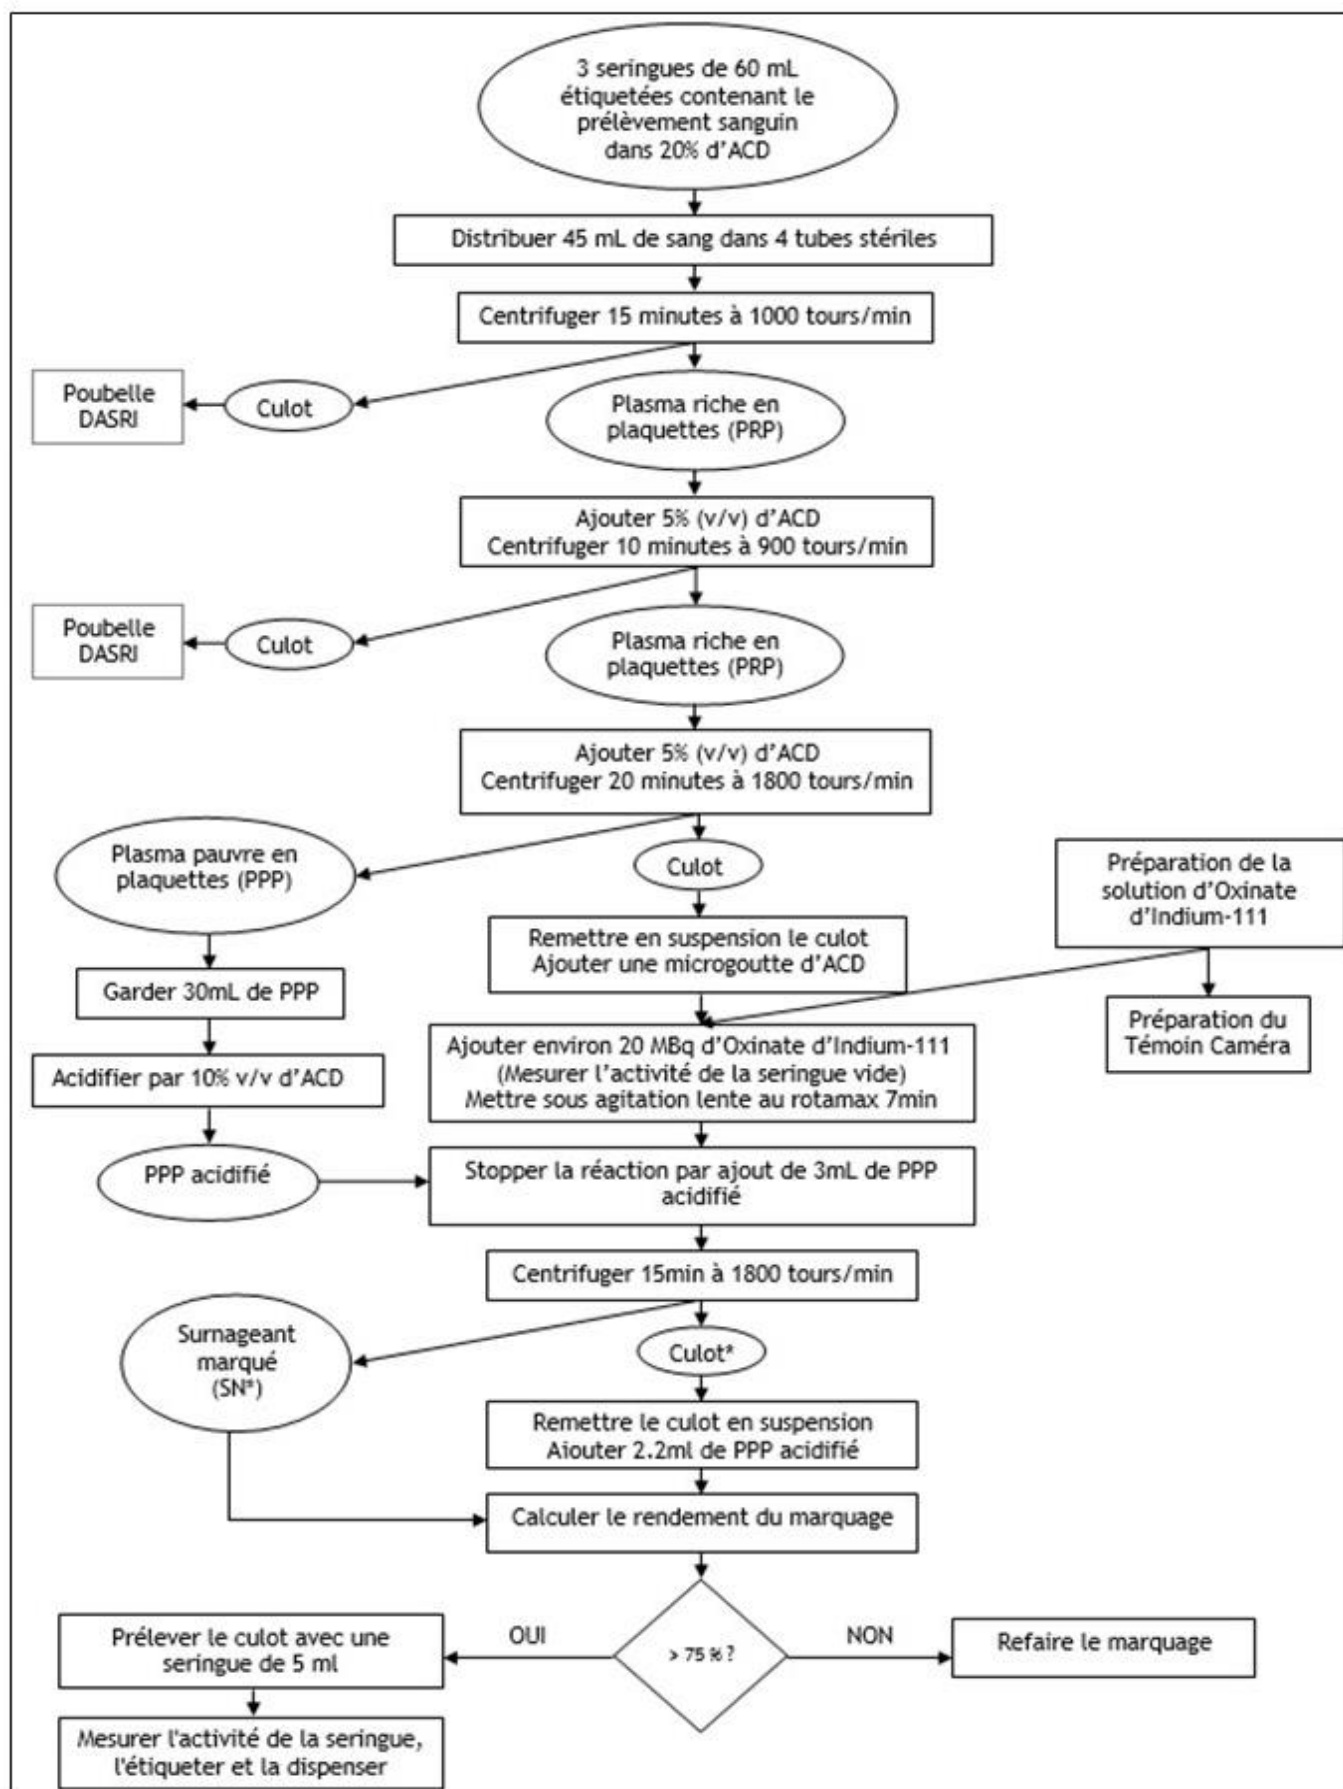 3 seringues de 60 mL
étiquetées contenant le
prélèvement sanguin
dans 20% d’ACD
Distribuer 45 mL de sang dans 4 tubes stériles
Centrifuger 15 minutes à 1000 tours/min
Poubelle
DASRI
Culot
Plasma riche en
plaquettes (PRP)
Ajouter 5% (v/v) d’ACD
Centrifuger 10 minutes à 900 tours/min
Poubelle
DASRI
Culot
Plasma riche en
plaquettes (PRP)
Ajouter 5% (v/v) d’ACD
Centrifuger 20 minutes à 1800 tours/min
Plasma pauvre en
plaquettes (PPP)
Culot
Préparation de la
solution d’Oxinate
d’Indium-111
Remettre en suspension le culot
Ajouter une microgoutte d’ACD
Garder 30mL de PPP
Préparation du
Témoin Caméra
Ajouter environ 20 MBq d’Oxinate d’Indium-111
(Mesurer l’activité de la seringue vide)
Mettre sous agitation lente au rotamax 7min
Acidifier par 10% v/v d’ACD
PPP acidifié
Stopper la réaction par ajout de 3mL de PPP
acidifié
Centrifuger 15min à 1800 tours/min
Surnageant
marqué
(SN*)
Culot*
Remettre le culot en suspension
Aiouter 2.2ml de PPP acidifié
Calculer le rendement du marquage
> 75 % ?
OUI
NON
Prélever le culot avec une
seringue de 5 ml
Refaire le marquage
Mesurer l'activité de la seringue,
l'étiqueter et la dispenser